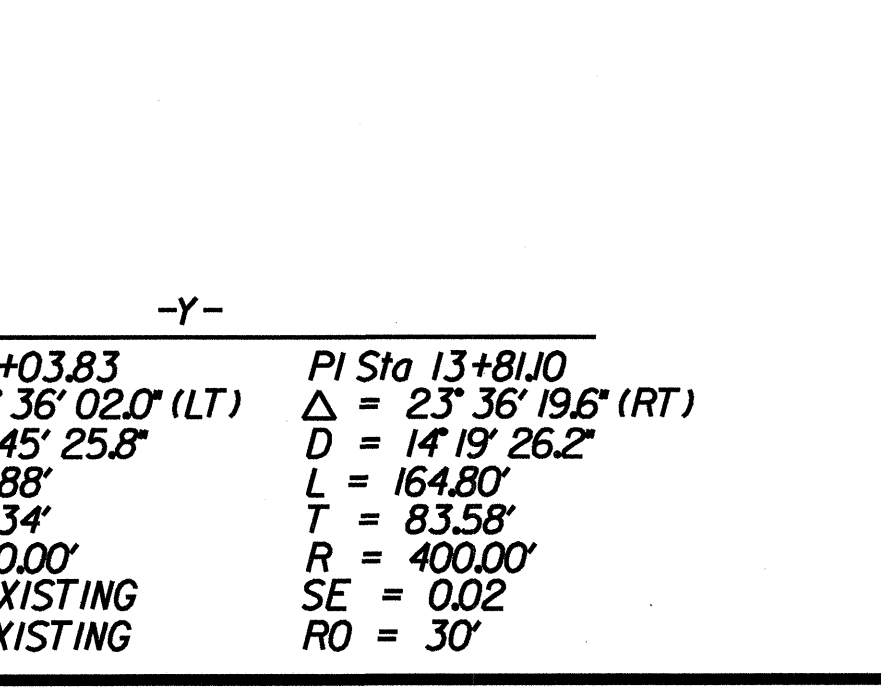 -Y-
+03.83 PI Sta 13+81.10
36' 02.0" (LT) △ = 23° 36' 19.6" (RT)
45' 25.8" D = 14° 19' 26.2"
88' L = 164.80'
34' T = 83.58'
0.00' R = 400.00'
XISTING SE = 0.02
XISTING RO = 30'